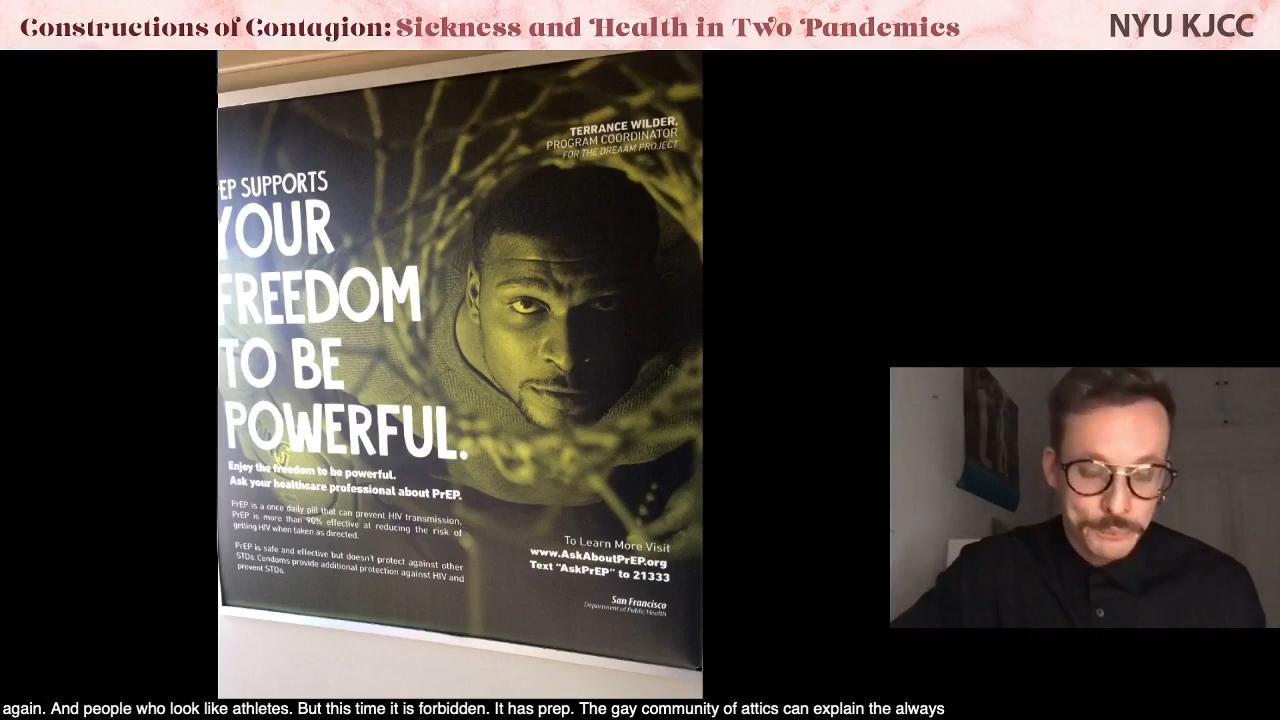 Constructions of Contagion: Sickness and Health in Two Pandemics
NYU KJCC
TERRANCE WILDER,
PROGRAM COORDINATOR
FOR THE DREAAM PROJECT
EP SUPPORTS
YOUR
FREEDOM
TO BE
POWERFUL.
Enjoy the freedom to be powerful.
Ask your healthcare professional about PrEP.
PrEP is a once daily pill that can prevent HIV transmission.
PrEP is more than 90% effective at reducing the risk of
getting HIV when taken as directed.
PrEP is safe and effective but doesn't protect against other
STDs. Condoms provide additional protection against HIV and
prevent STDs.
To Learn More Visit
www.AskAboutPrEP.org
Text "AskPrEP" to 21333
San Francisco
Department of Public Health
again. And people who look like athletes. But this time it is forbidden. It has prep. The gay community of attics can explain the always